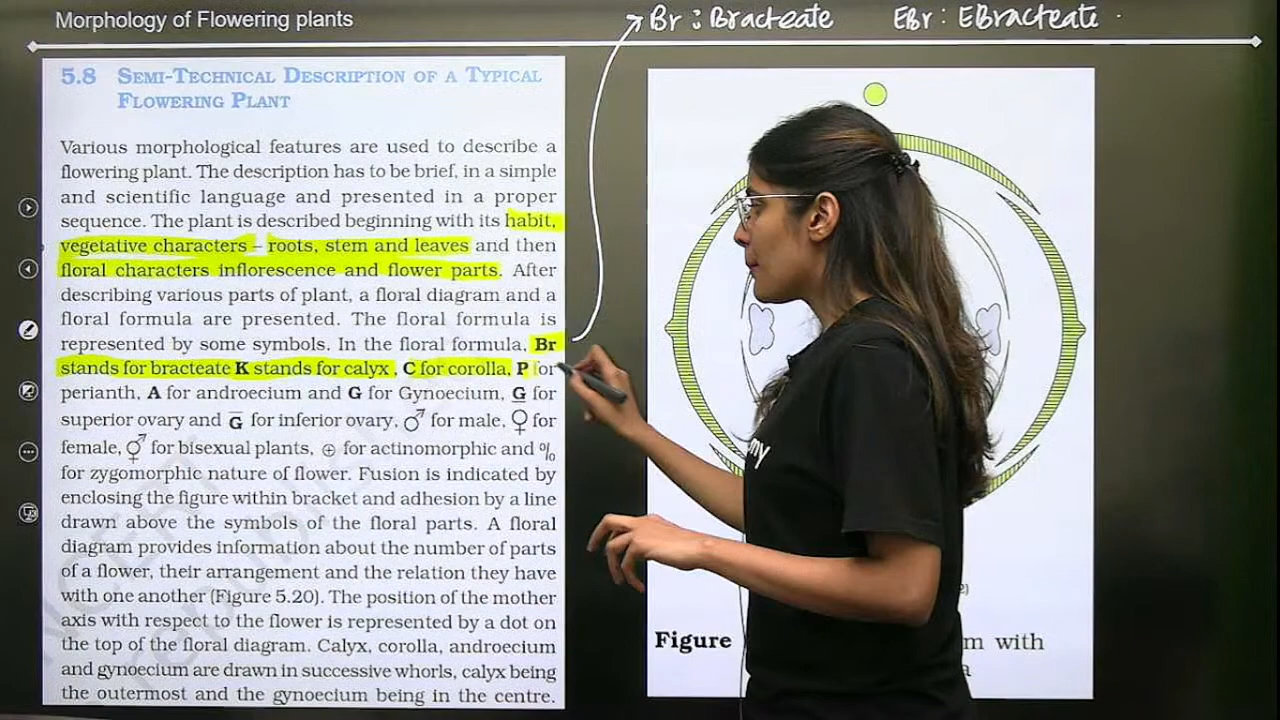 Morphology of Flowering plants
Br : Bracteate EBr : EBracteate
5.8 SEMI-TECHNICAL DESCRIPTION OF A TYPICAL
FLOWERING PLANT
Various morphological features are used to describe a
flowering plant. The description has to be brief, in a simple
and scientific language and presented in a proper
sequence. The plant is described beginning with its habit,
vegetative characters – roots, stem and leaves and then
floral characters inflorescence and flower parts. After
describing various parts of plant, a floral diagram and a
floral formula are presented. The floral formula is
represented by some symbols. In the floral formula, Br
stands for bracteate K stands for calyx , C for corolla, P for
perianth, A for androecium and G for Gynoecium, G̲ for
superior ovary and G̅ for inferior ovary, ♂ for male, ♀ for
female, ⚥ for bisexual plants, ⊕ for actinomorphic and %
for zygomorphic nature of flower. Fusion is indicated by
enclosing the figure within bracket and adhesion by a line
drawn above the symbols of the floral parts. A floral
diagram provides information about the number of parts
of a flower, their arrangement and the relation they have
with one another (Figure 5.20). The position of the mother
axis with respect to the flower is represented by a dot on
the top of the floral diagram. Calyx, corolla, androecium
and gynoecium are drawn in successive whorls, calyx being
the outermost and the gynoecium being in the centre.
Figure
with